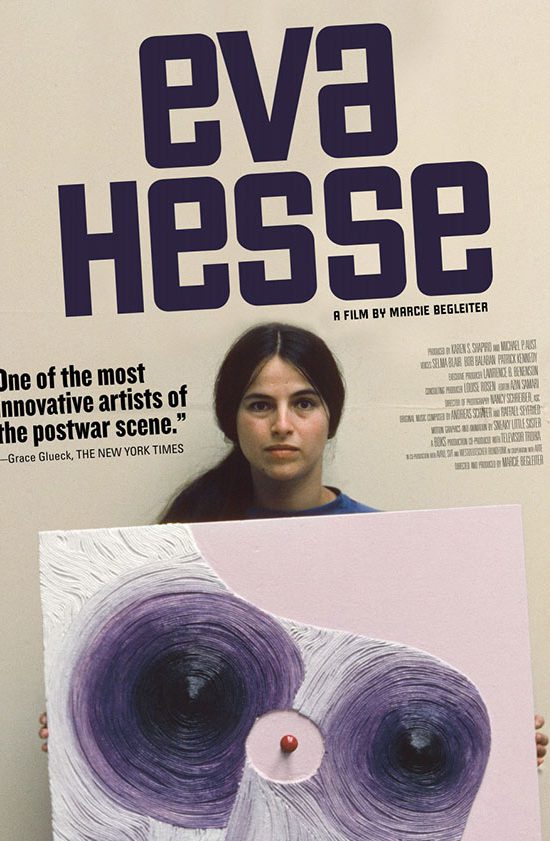 eva
Hesse
A FILM BY MARCIE BEGLEITER
One of the most
innovative artists of
the postwar scene.”
—Grace Glueck, THE NEW YORK TIMES
PRODUCED BY KAREN S. SHAPIRO AND MICHAEL P. AUST
VOICES SELMA BLAIR BOB BALABAN PATRICK KENNEDY
EXECUTIVE PRODUCER LAWRENCE B. BENENSON
CONSULTING PRODUCER LOUISE ROSEN EDITOR AZIN SAMARI
DIRECTOR OF PHOTOGRAPHY NANCY SCHREIBER, ASC
ORIGINAL MUSIC COMPOSED BY ANDREAS SCHÄFER AND RAFFAEL SEYFRIED
MOTION GRAPHICS AND ANIMATION BY SNEAKY LITTLE SISTER
A BDKS PRODUCTION CO-PRODUCED WITH TELEVISOR TROIKA
DIRECTED AND PRODUCED BY MARCIE BEGLEITER